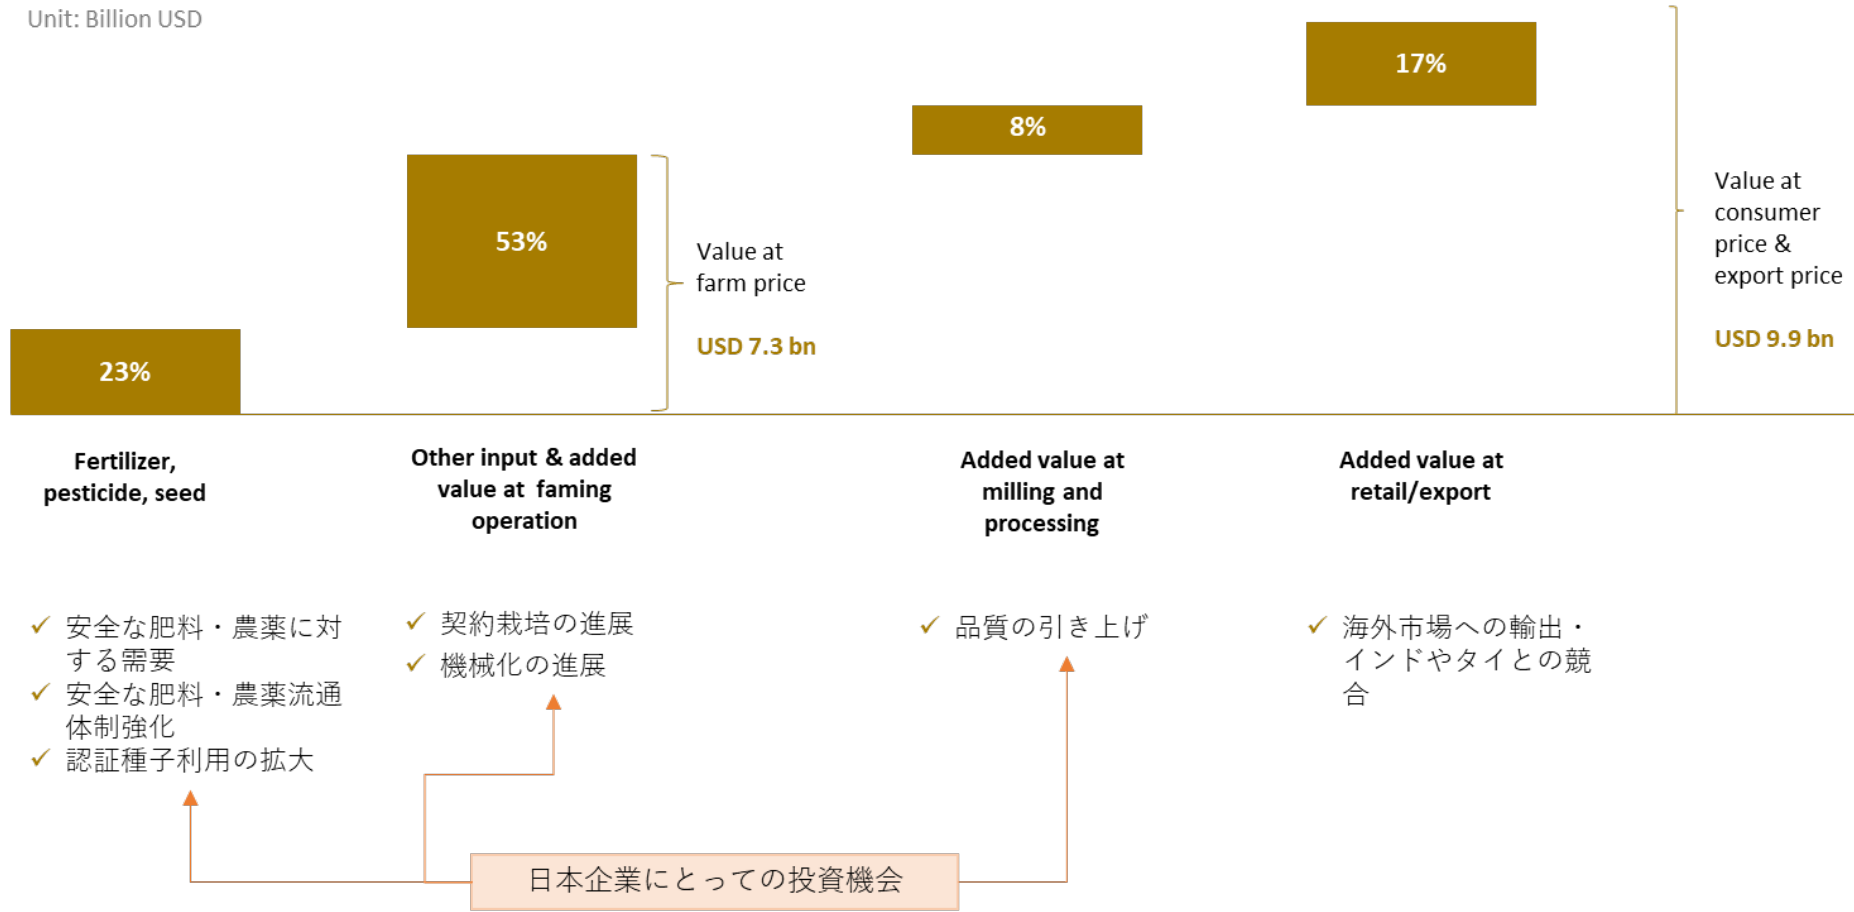 Unit: Billion USD
17%
8%
53%
23%
Value at
farm price
USD 7.3 bn
Value at
consumer
price &
export price
USD 9.9 bn
Fertilizer,
pesticide, seed
Other input & added
value at faming
operation
Added value at
milling and
processing
Added value at
retail/export
✓ 安全な肥料・農薬に対
する需要
✓ 安全な肥料・農薬流通
体制強化
✓ 認証種子利用の拡大
✓ 契約栽培の進展
✓ 機械化の進展
✓ 品質の引き上げ
✓ 海外市場への輸出・
インドやタイとの競
合
日本企業にとっての投資機会